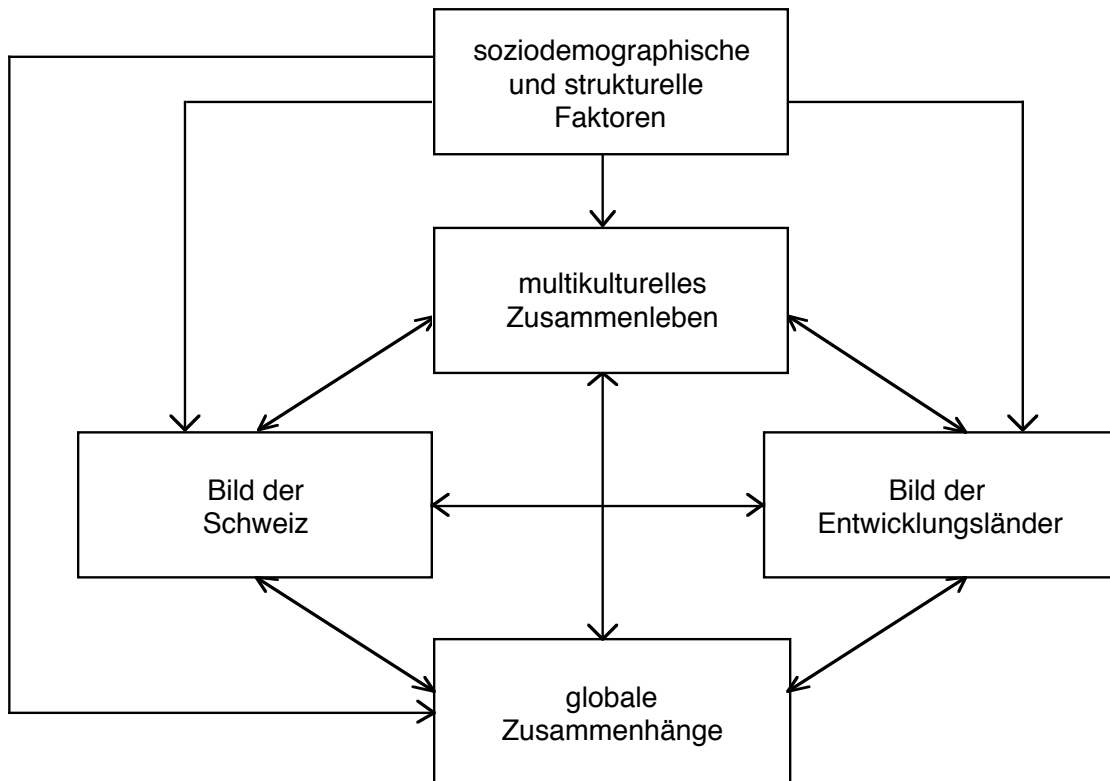 soziodemographische
und strukturelle
Faktoren
multikulturelles
Zusammenleben
Bild der
Schweiz
Bild der
Entwicklungsländer
globale
Zusammenhänge